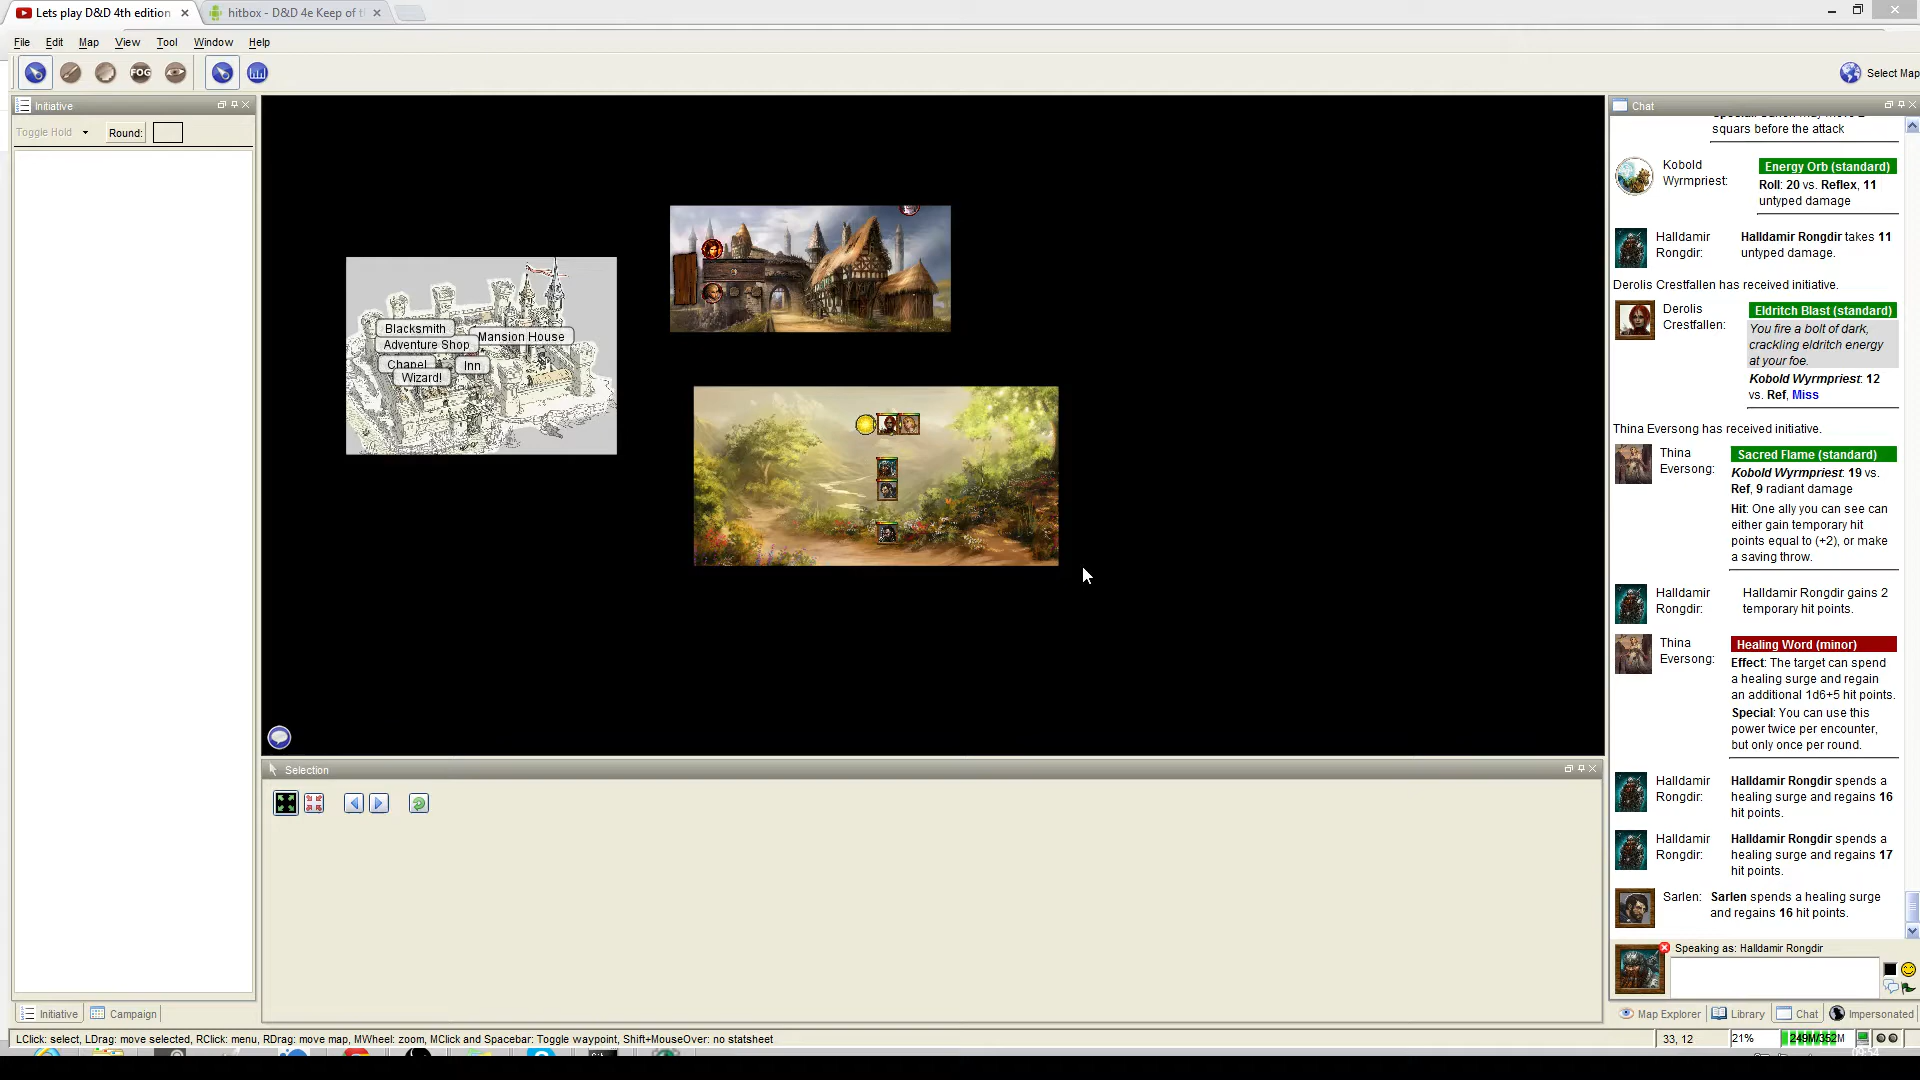 Lets play D&D 4th edition
hitbox - D&D 4e Keep of t
File Edit Map View Tool Window Help
FOG
Select Map
Initiative
Toggle Hold
Round:
Blacksmith
Mansion House
Adventure Shop
Chapel
Inn
Wizard!
Selection
Chat
squars before the attack
Kobold Wyrmpriest:
Energy Orb (standard)
Roll: 20 vs. Reflex, 11
untyped damage
Halldamir
Rongdir:
Halldamir Rongdir takes 11
untyped damage.
Derolis Crestfallen has received initiative.
Derolis
Crestfallen:
Eldritch Blast (standard)
You fire a bolt of dark,
crackling eldritch energy
at your foe.
Kobold Wyrmpriest: 12
vs. Ref, Miss
Thina Eversong has received initiative.
Thina
Eversong:
Sacred Flame (standard)
Kobold Wyrmpriest: 19 vs.
Ref, 9 radiant damage
Hit: One ally you can see can
either gain temporary hit
points equal to (+2), or make
a saving throw.
Halldamir
Rongdir:
Halldamir Rongdir gains 2
temporary hit points.
Thina
Eversong:
Healing Word (minor)
Effect: The target can spend
a healing surge and regain
an additional 1d6+5 hit points.
Special: You can use this
power twice per encounter,
but only once per round.
Halldamir
Rongdir:
Halldamir Rongdir spends a
healing surge and regains 16
hit points.
Halldamir
Rongdir:
Halldamir Rongdir spends a
healing surge and regains 17
hit points.
Sarlen:
Sarlen spends a healing surge
and regains 16 hit points.
Speaking as: Halldamir Rongdir
Initiative Campaign
Map Explorer Library Chat Impersonated
LClick: select, LDrag: move selected, RClick: menu, RDrag: move map, MWheel: zoom, MClick and Spacebar: Toggle waypoint, Shift+MouseOver: no statsheet
33, 12
21%
249M/352M